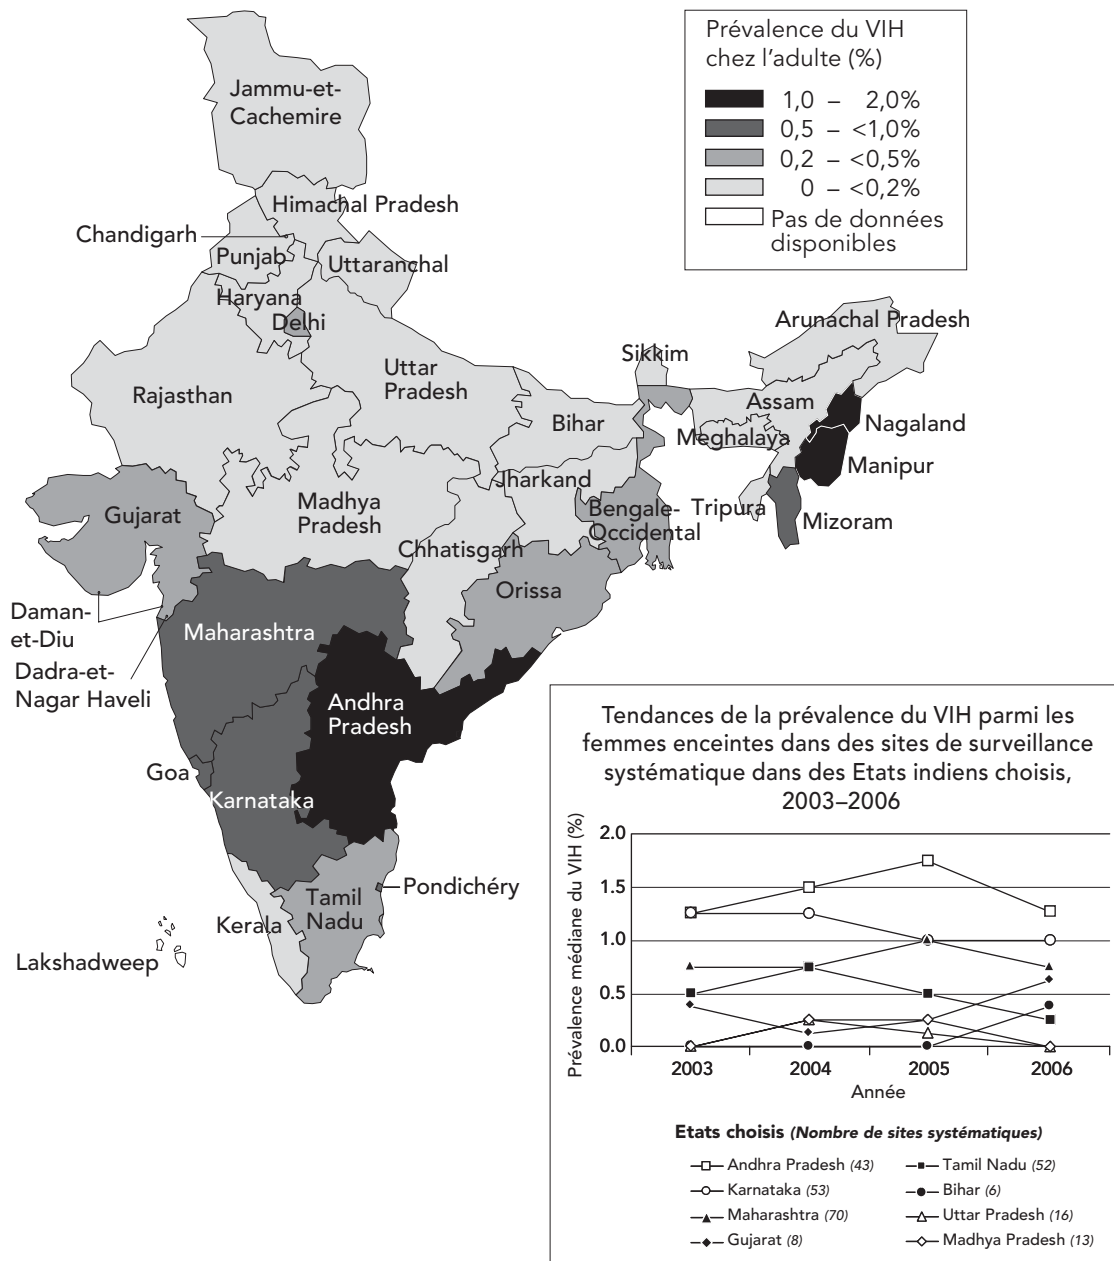 Prévalence du VIH
chez l'adulte (%)
1,0 – 2,0%
0,5 – <1,0%
0,2 – <0,5%
0 – <0,2%
Pas de données
disponibles
Jammu-et-
Cachemire
Himachal Pradesh
Chandigarh
Punjab
Uttaranchal
Haryana
Delhi
Arunachal Pradesh
Sikkim
Uttar
Pradesh
Rajasthan
Assam
Bihar
Nagaland
Meghalaya
Manipur
Jharkand
Madhya
Pradesh
Gujarat
Bengale-
Occidental
Tripura
Mizoram
Chhatisgarh
Orissa
Daman-
et-Diu
Maharashtra
Dadra-et-
Nagar Haveli
Andhra
Pradesh
Goa
Karnataka
Pondichéry
Tamil
Nadu
Kerala
Lakshadweep
Tendances de la prévalence du VIH parmi les
femmes enceintes dans des sites de surveillance
systématique dans des Etats indiens choisis,
2003–2006
Prévalence médiane du VIH (%)
2.0
1.5
1.0
0.5
0.0
2003 2004 2005 2006
Année
Etats choisis (Nombre de sites systématiques)
Andhra Pradesh (43)
Karnataka (53)
Maharashtra (70)
Gujarat (8)
Tamil Nadu (52)
Bihar (6)
Uttar Pradesh (16)
Madhya Pradesh (13)